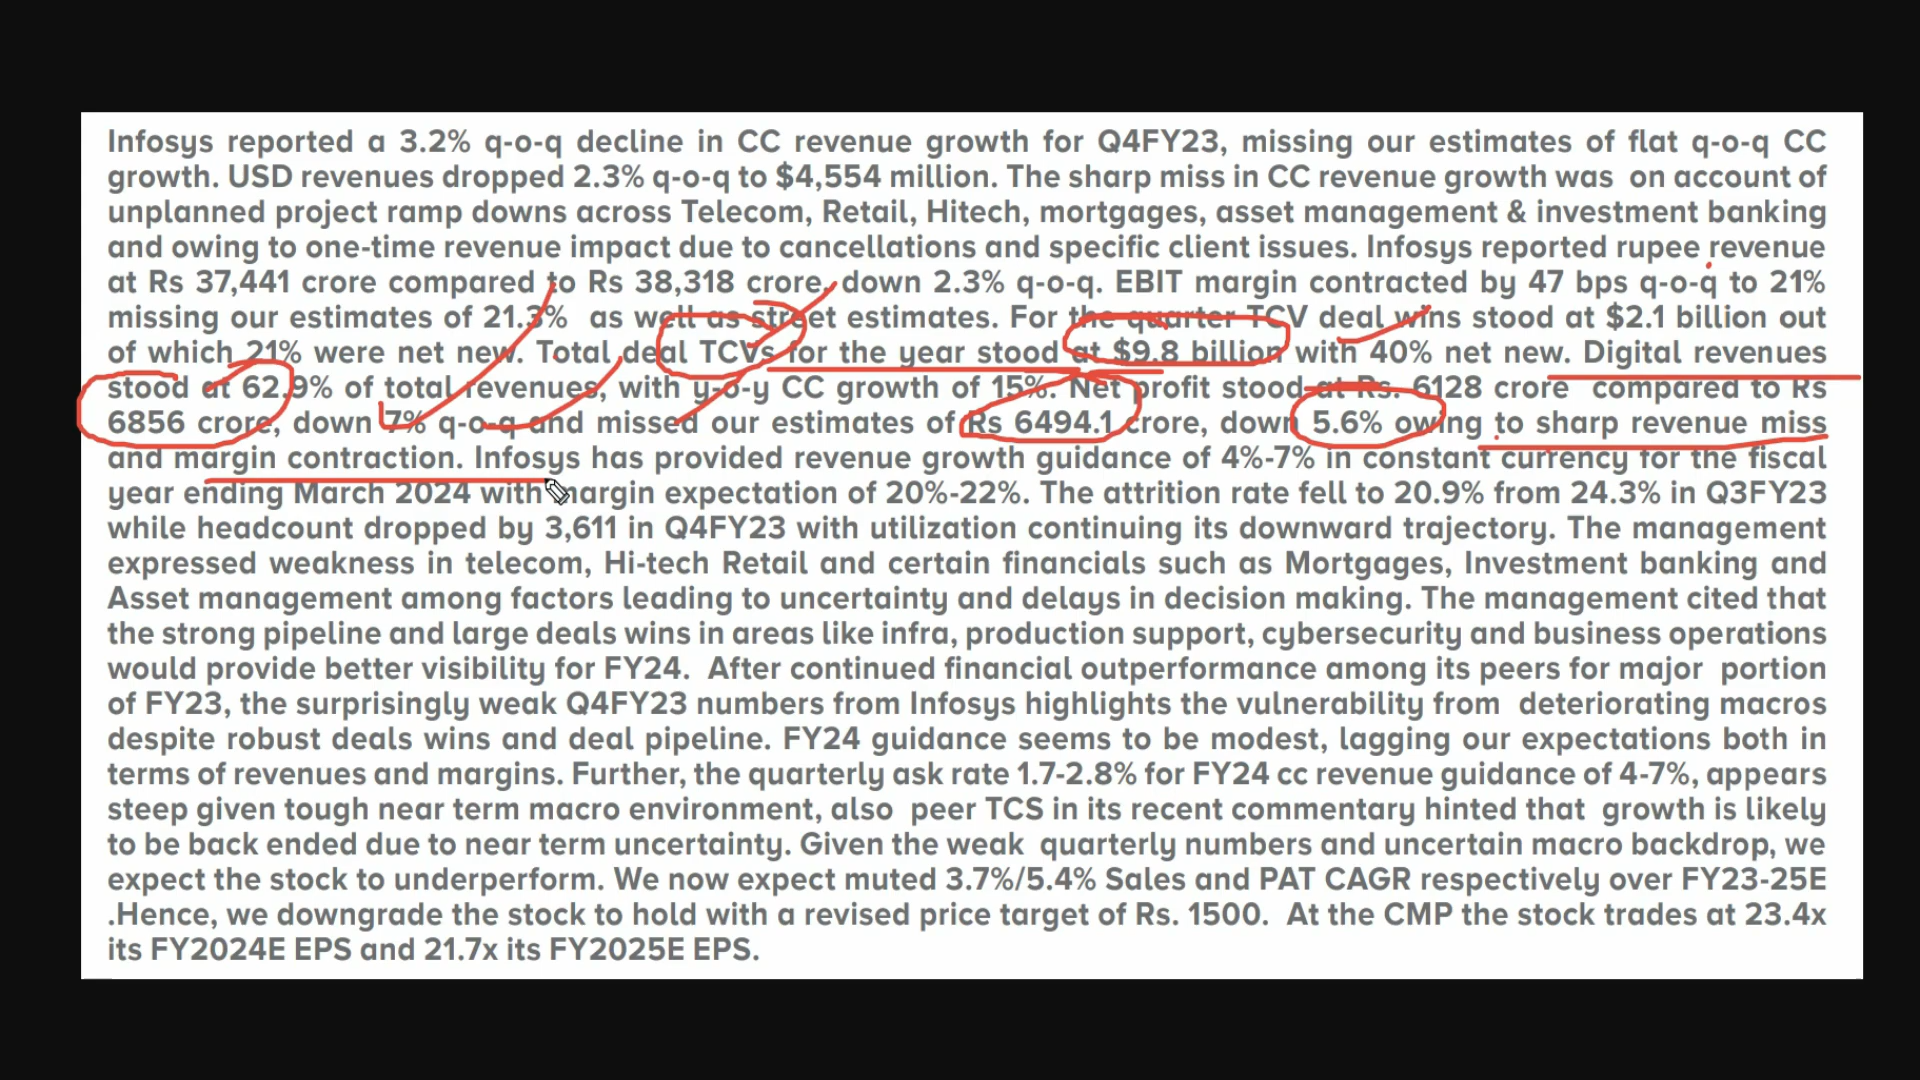 Infosys reported a 3.2% q-o-q decline in CC revenue growth for Q4FY23, missing our estimates of flat q-o-q CC
growth. USD revenues dropped 2.3% q-o-q to $4,554 million. The sharp miss in CC revenue growth was on account of
unplanned project ramp downs across Telecom, Retail, Hitech, mortgages, asset management & investment banking
and owing to one-time revenue impact due to cancellations and specific client issues. Infosys reported rupee revenue
at Rs 37,441 crore compared to Rs 38,318 crore, down 2.3% q-o-q. EBIT margin contracted by 47 bps q-o-q to 21%
missing our estimates of 21.3% as well as street estimates. For the quarter TCV deal wins stood at $2.1 billion out
of which 21% were net new. Total deal TCVs for the year stood at $9.8 billion with 40% net new. Digital revenues
stood at 62.9% of total revenues, with y-o-y CC growth of 15%. Net profit stood at Rs. 6128 crore compared to Rs
6856 crore, down 7% q-o-q and missed our estimates of Rs 6494.1 crore, down 5.6% owing to sharp revenue miss
and margin contraction. Infosys has provided revenue growth guidance of 4%-7% in constant currency for the fiscal
year ending March 2024 with margin expectation of 20%-22%. The attrition rate fell to 20.9% from 24.3% in Q3FY23
while headcount dropped by 3,611 in Q4FY23 with utilization continuing its downward trajectory. The management
expressed weakness in telecom, Hi-tech Retail and certain financials such as Mortgages, Investment banking and
Asset management among factors leading to uncertainty and delays in decision making. The management cited that
the strong pipeline and large deals wins in areas like infra, production support, cybersecurity and business operations
would provide better visibility for FY24. After continued financial outperformance among its peers for major portion
of FY23, the surprisingly weak Q4FY23 numbers from Infosys highlights the vulnerability from deteriorating macros
despite robust deals wins and deal pipeline. FY24 guidance seems to be modest, lagging our expectations both in
terms of revenues and margins. Further, the quarterly ask rate 1.7-2.8% for FY24 cc revenue guidance of 4-7%, appears
steep given tough near term macro environment, also peer TCS in its recent commentary hinted that growth is likely
to be back ended due to near term uncertainty. Given the weak quarterly numbers and uncertain macro backdrop, we
expect the stock to underperform. We now expect muted 3.7%/5.4% Sales and PAT CAGR respectively over FY23-25E
.Hence, we downgrade the stock to hold with a revised price target of Rs. 1500. At the CMP the stock trades at 23.4x
its FY2024E EPS and 21.7x its FY2025E EPS.